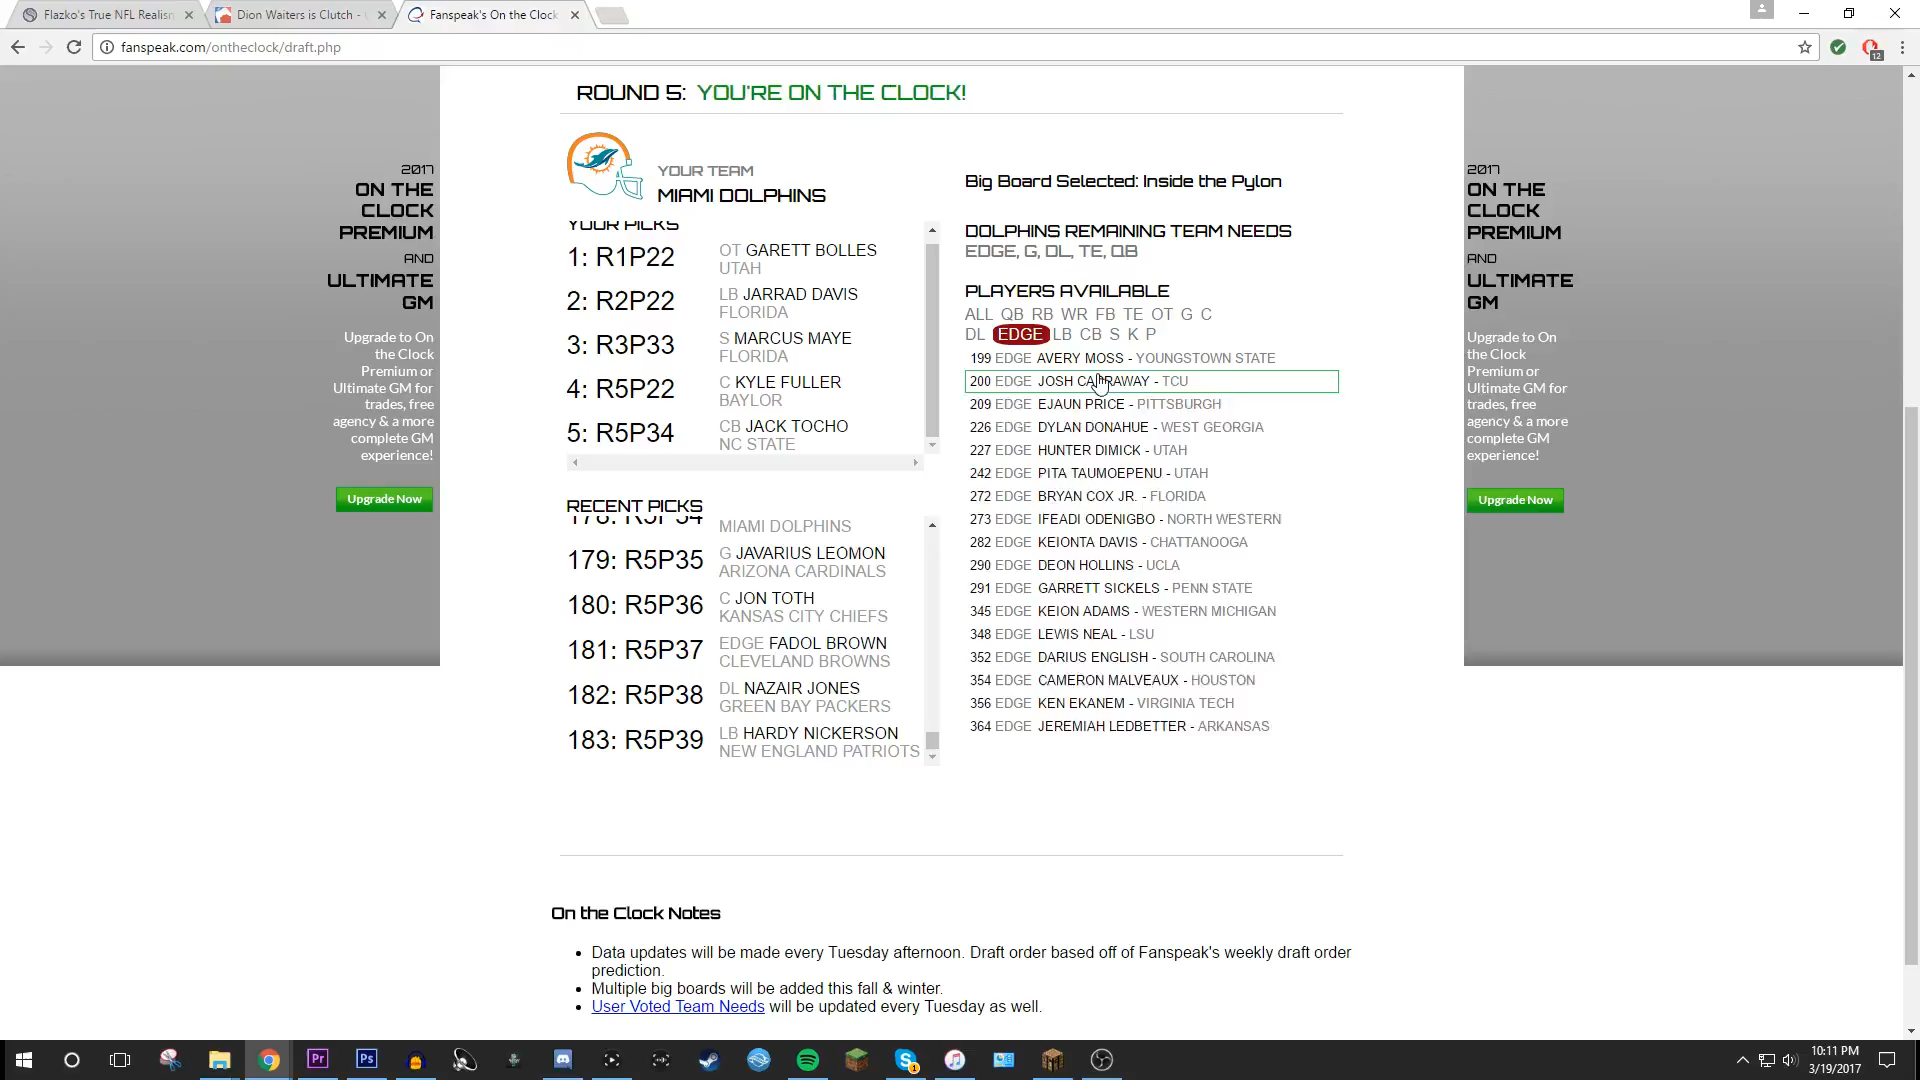 Flazko's True NFL Realism
Dion Waiters is Clutch -
Fanspeak's On the Clock
fanspeak.com/ontheclock/draft.php
12
ROUND 5: YOU'RE ON THE CLOCK!
YOUR TEAM
MIAMI DOLPHINS
YOUR PICKS
1: R1P22 OT GARETT BOLLES
UTAH
2: R2P22 LB JARRAD DAVIS
FLORIDA
3: R3P33 S MARCUS MAYE
FLORIDA
4: R5P22 C KYLE FULLER
BAYLOR
5: R5P34 CB JACK TOCHO
NC STATE
RECENT PICKS
178: R5P34
MIAMI DOLPHINS
179: R5P35 G JAVARIUS LEOMON
ARIZONA CARDINALS
180: R5P36 C JON TOTH
KANSAS CITY CHIEFS
181: R5P37 EDGE FADOL BROWN
CLEVELAND BROWNS
182: R5P38 DL NAZAIR JONES
GREEN BAY PACKERS
183: R5P39 LB HARDY NICKERSON
NEW ENGLAND PATRIOTS
Big Board Selected: Inside the Pylon
DOLPHINS REMAINING TEAM NEEDS
EDGE, G, DL, TE, QB
PLAYERS AVAILABLE
ALL QB RB WR FB TE OT G C
DL EDGE LB CB S K P
199 EDGE AVERY MOSS - YOUNGSTOWN STATE
200 EDGE JOSH CARRAWAY - TCU
209 EDGE EJAUN PRICE - PITTSBURGH
226 EDGE DYLAN DONAHUE - WEST GEORGIA
227 EDGE HUNTER DIMICK - UTAH
242 EDGE PITA TAUMOEPENU - UTAH
272 EDGE BRYAN COX JR. - FLORIDA
273 EDGE IFEADI ODENIGBO - NORTH WESTERN
282 EDGE KEIONTA DAVIS - CHATTANOOGA
290 EDGE DEON HOLLINS - UCLA
291 EDGE GARRETT SICKELS - PENN STATE
345 EDGE KEION ADAMS - WESTERN MICHIGAN
348 EDGE LEWIS NEAL - LSU
352 EDGE DARIUS ENGLISH - SOUTH CAROLINA
354 EDGE CAMERON MALVEAUX - HOUSTON
356 EDGE KEN EKANEM - VIRGINIA TECH
364 EDGE JEREMIAH LEDBETTER - ARKANSAS
2017
ON THE
CLOCK
PREMIUM
AND
ULTIMATE
GM
Upgrade to On
the Clock
Premium or
Ultimate GM for
trades, free
agency & a more
complete GM
experience!
Upgrade Now
2017
ON THE
CLOCK
PREMIUM
AND
ULTIMATE
GM
Upgrade to On
the Clock
Premium or
Ultimate GM for
trades, free
agency & a more
complete GM
experience!
Upgrade Now
On the Clock Notes
Data updates will be made every Tuesday afternoon. Draft order based off of Fanspeak's weekly draft order
prediction.
Multiple big boards will be added this fall & winter.
User Voted Team Needs will be updated every Tuesday as well.
Pr
Ps
1
10:11 PM
3/19/2017